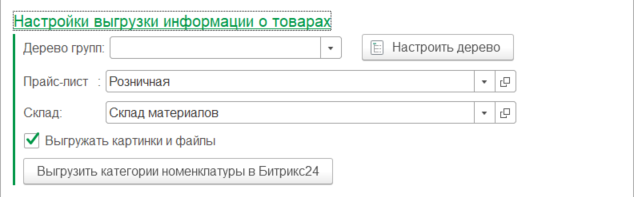 Настройки выгрузки информации о товарах
Дерево групп: Настроить дерево
Прайс-лист : Розничная
Склад: Склад материалов
Выгружать картинки и файлы
Выгрузить категории номенклатуры в Битрикс24